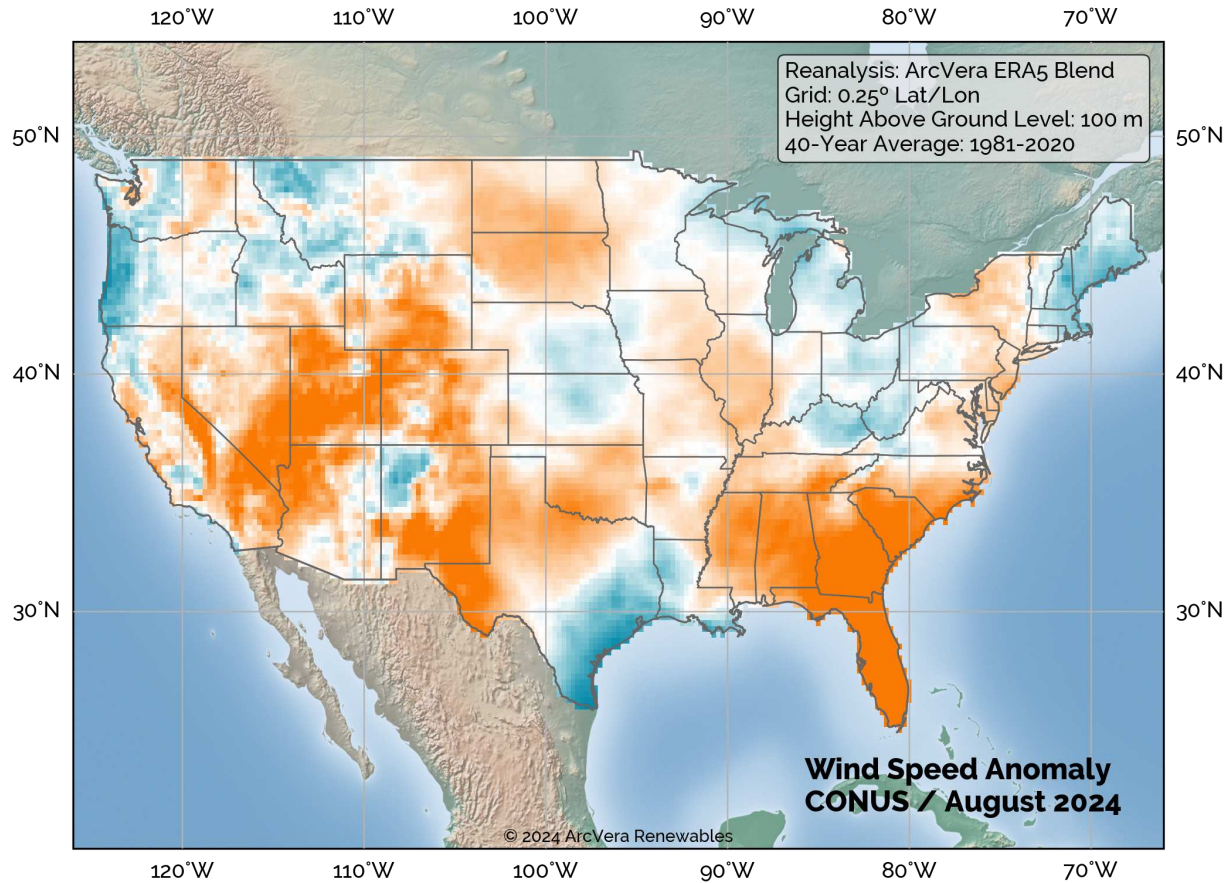 120°W 110°W 100°W 90°W 80°W 70°W
Reanalysis: ArcVera ERA5 Blend
Grid: 0.25º Lat/Lon
Height Above Ground Level: 100 m
40-Year Average: 1981-2020
50°N 50°N
40°N 40°N
30°N 30°N
Wind Speed Anomaly
CONUS / August 2024
© 2024 ArcVera Renewables
120°W 110°W 100°W 90°W 80°W 70°W